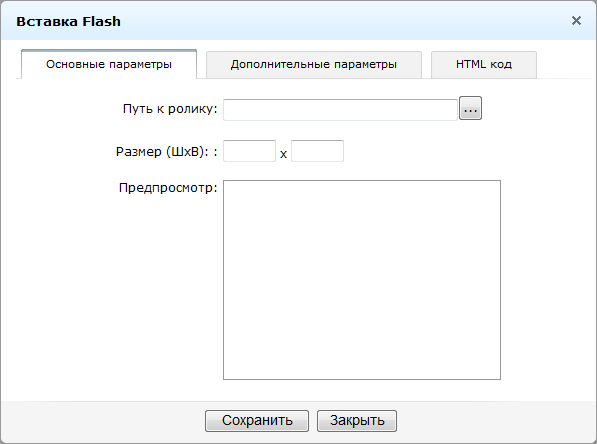 Вставка Flash
Основные параметры Дополнительные параметры HTML код
Путь к ролику: ...
Размер (ШхВ): : x
Предпросмотр:
Сохранить Закрыть